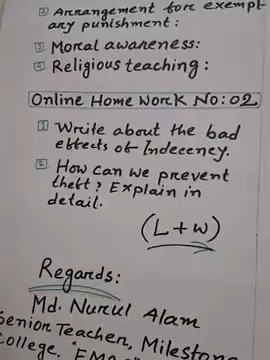 2 Arrangement for exempl
ary punishment:
3 Moral awareness:
4 Religious teaching:
Online Home Work No: 02
1 Write about the bad
effects of Indecency.
2 How can we prevent
theft? Explain in
detail.
(L+w)
Regards:
Md. Nurul Alam
Senior Teacher, Milestone
College.